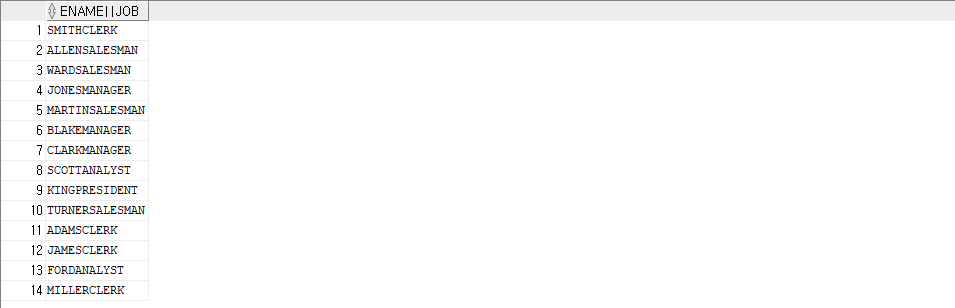 ENAME||JOB
1 SMITHCLERK
2 ALLENSALESMAN
3 WARDSALESMAN
4 JONESMANAGER
5 MARTINSALESMAN
6 BLAKEMANAGER
7 CLARKMANAGER
8 SCOTTANALYST
9 KINGPRESIDENT
10 TURNERSALESMAN
11 ADAMSCLERK
12 JAMESCLERK
13 FORDANALYST
14 MILLERCLERK